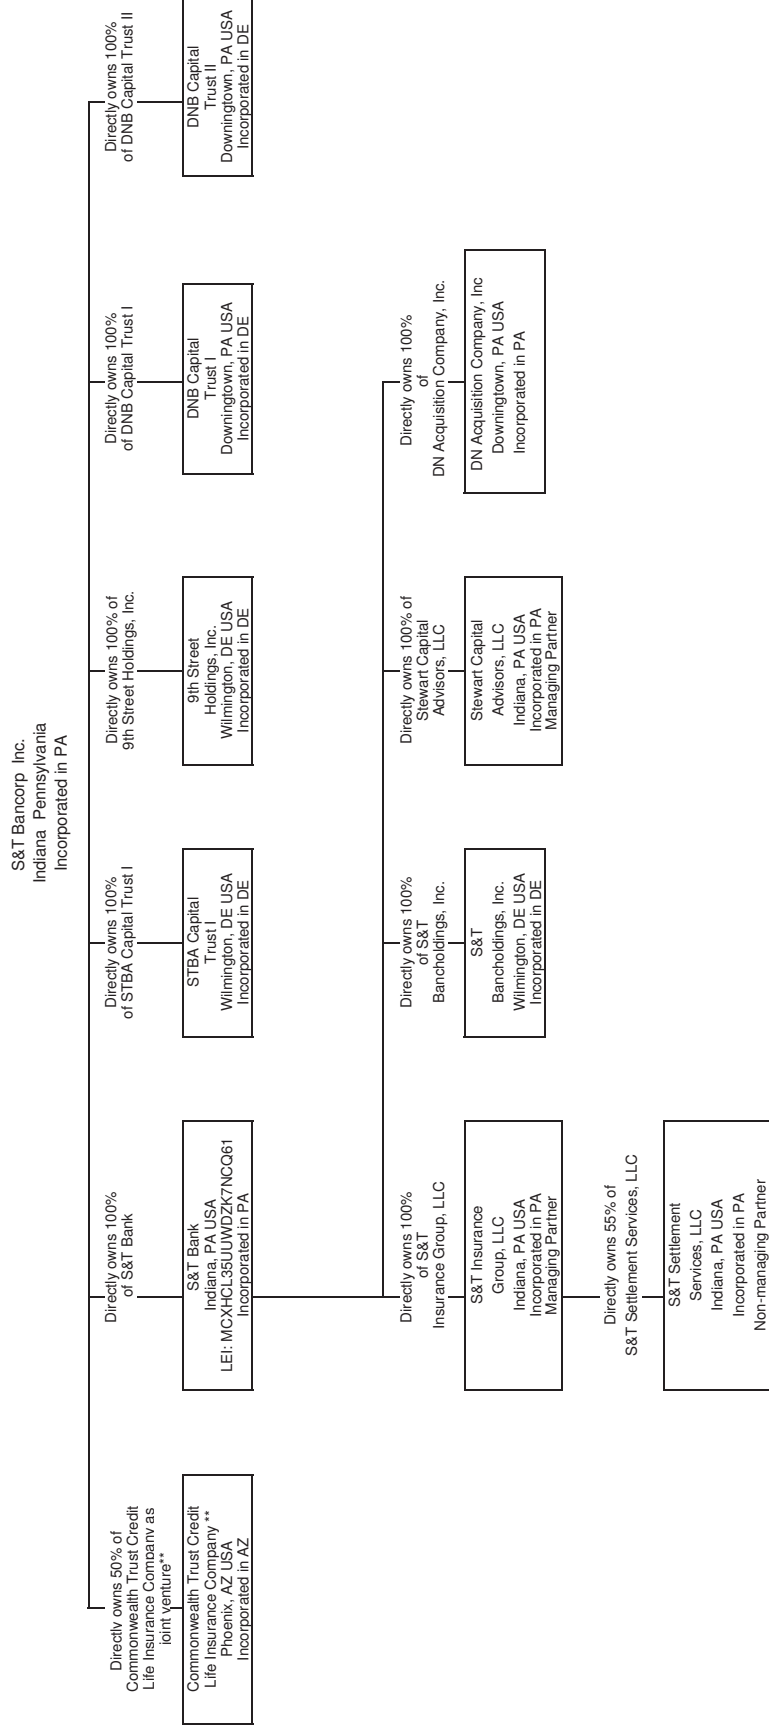 S&T Bancorp Inc.
Indiana Pennsylvania
Incorporated in PA
Directly owns 50% of
Commonwealth Trust Credit
Life Insurance Company as
joint venture**
Commonwealth Trust Credit
Life Insurance Company **
Phoenix, AZ USA
Incorporated in AZ
Directly owns 100%
of S&T Bank
S&T Bank
Indiana, PA USA
LEI: MCXHCL35UUWDZK7NCQ61
Incorporated in PA
Directly owns 100%
of STBA Capital Trust I
STBA Capital
Trust I
Wilmington, DE USA
Incorporated in DE
Directly owns 100% of
9th Street Holdings, Inc.
9th Street
Holdings, Inc.
Wilmington, DE USA
Incorporated in DE
Directly owns 100%
of DNB Capital Trust I
DNB Capital
Trust I
Downingtown, PA USA
Incorporated in DE
Directly owns 100%
of DNB Capital Trust II
DNB Capital
Trust II
Downingtown, PA USA
Incorporated in DE
Directly owns 100%
of S&T
Insurance Group, LLC
S&T Insurance
Group, LLC
Indiana, PA USA
Incorporated in PA
Managing Partner
Directly owns 100%
of S&T
Bancholdings, Inc.
S&T
Bancholdings, Inc.
Wilmington, DE USA
Incorporated in DE
Directly owns 100% of
Stewart Capital
Advisors, LLC
Stewart Capital
Advisors, LLC
Indiana, PA USA
Incorporated in PA
Managing Partner
Directly owns 100%
of
DN Acquisition Company, Inc.
DN Acquisition Company, Inc
Downingtown, PA USA
Incorporated in PA
Directly owns 55% of
S&T Settlement Services, LLC
S&T Settlement
Services, LLC
Indiana, PA USA
Incorporated in PA
Non-managing Partner